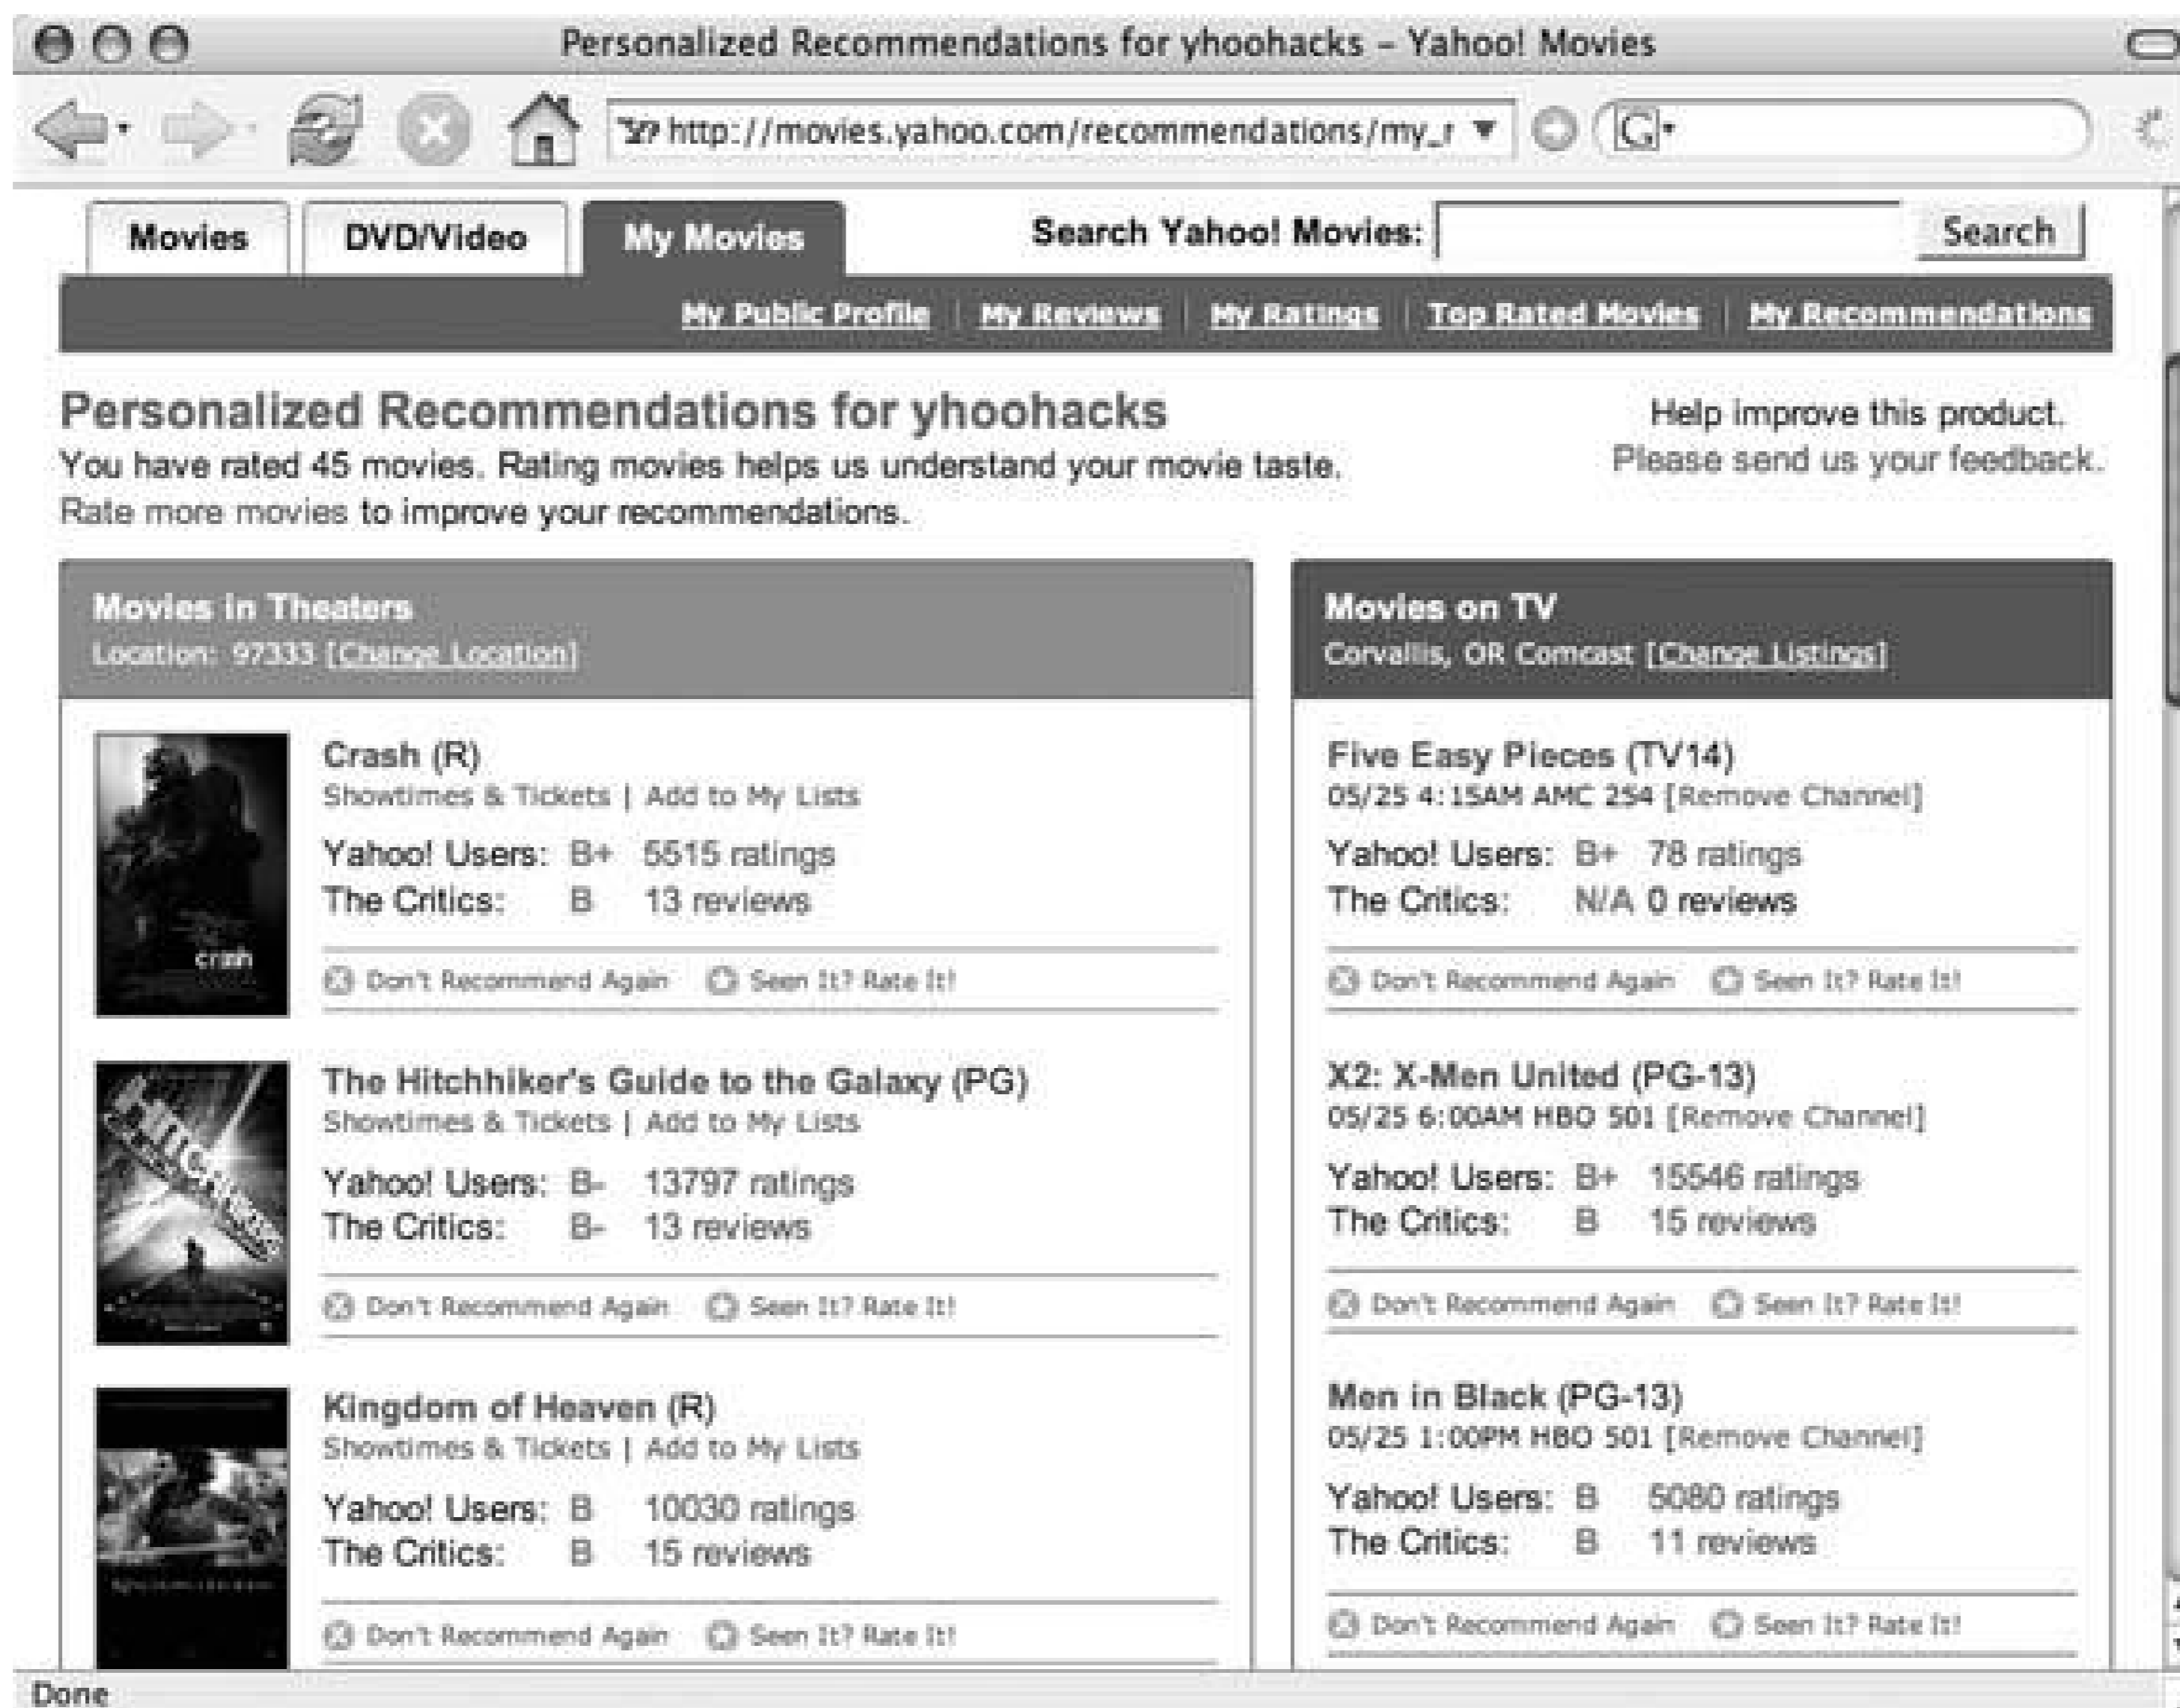 Personalized Recommendations for yhoohacks – Yahoo! Movies
http://movies.yahoo.com/recommendations/my_r
Movies
DVD/Video
My Movies
Search Yahoo! Movies:
Search
My Public Profile | My Reviews | My Ratings | Top Rated Movies | My Recommendations
Personalized Recommendations for yhoohacks
You have rated 45 movies. Rating movies helps us understand your movie taste.
Rate more movies to improve your recommendations.
Help improve this product.
Please send us your feedback.
Movies in Theaters
Location: 97333 [Change Location]
Crash (R)
Showtimes & Tickets | Add to My Lists
Yahoo! Users: B+ 5515 ratings
The Critics: B 13 reviews
Don't Recommend Again Seen It? Rate It!
crash
The Hitchhiker's Guide to the Galaxy (PG)
Showtimes & Tickets | Add to My Lists
Yahoo! Users: B- 13797 ratings
The Critics: B- 13 reviews
Don't Recommend Again Seen It? Rate It!
Kingdom of Heaven (R)
Showtimes & Tickets | Add to My Lists
Yahoo! Users: B 10030 ratings
The Critics: B 15 reviews
Don't Recommend Again Seen It? Rate It!
Movies on TV
Corvallis, OR Comcast [Change Listings]
Five Easy Pieces (TV14)
05/25 4:15AM AMC 254 [Remove Channel]
Yahoo! Users: B+ 78 ratings
The Critics: N/A 0 reviews
Don't Recommend Again Seen It? Rate It!
X2: X-Men United (PG-13)
05/25 6:00AM HBO 501 [Remove Channel]
Yahoo! Users: B+ 15546 ratings
The Critics: B 15 reviews
Don't Recommend Again Seen It? Rate It!
Men in Black (PG-13)
05/25 1:00PM HBO 501 [Remove Channel]
Yahoo! Users: B 5080 ratings
The Critics: B 11 reviews
Don't Recommend Again Seen It? Rate It!
Done